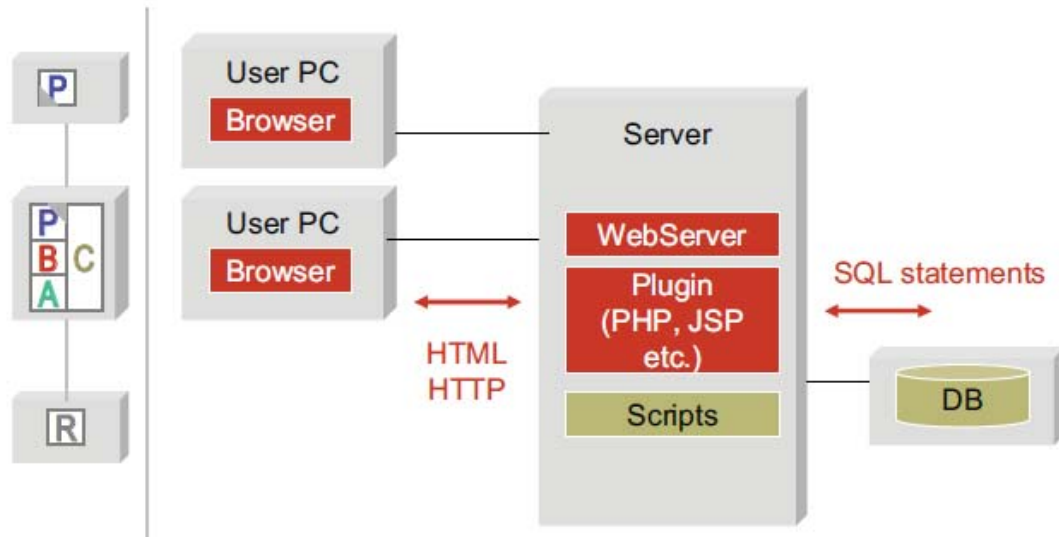 P
P
B
C
A
R
User PC
Browser
User PC
Browser
HTML
HTTP
Server
WebServer
Plugin
(PHP, JSP
etc.)
Scripts
SQL statements
DB